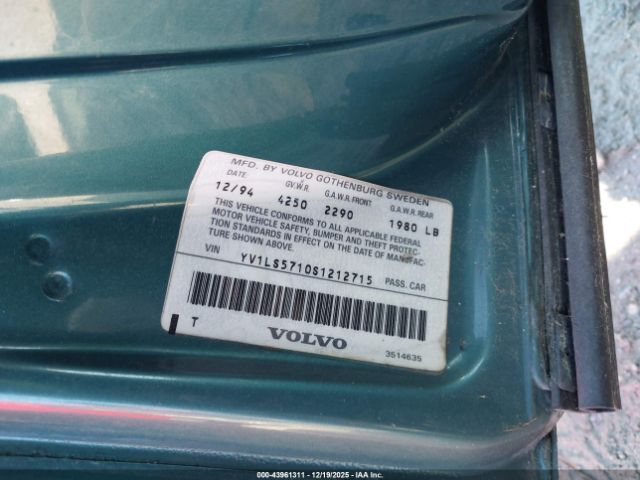 MFD. BY VOLVO GOTHENBURG SWEDEN
DATE: G.V.W.R. G.A.W.R. FRONT G.A.W.R. REAR
12/94 4250 2290 1980 LB
THIS VEHICLE CONFORMS TO ALL APPLICABLE FEDERAL
MOTOR VEHICLE SAFETY, BUMPER AND THEFT PROTEC-
TION STANDARDS IN EFFECT ON THE DATE OF MANUFAC-
TURE SHOWN ABOVE.
VIN YV1LS5710S1212715 PASS. CAR
T VOLVO 3514635
00-43961311 - 12/19/2025 - IAA Inc.